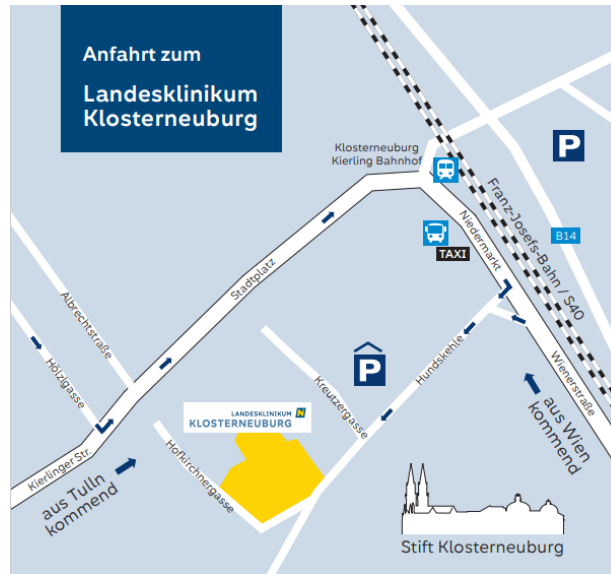 Anfahrt zum
Landesklinikum
Klosterneuburg
Klosterneuburg
Kierling Bahnhof
P
Franz-Josefs-Bahn / S40
B14
TAXI
Niedermarkt
Stadtplatz
Albrechtstraße
Hölzlgasse
P
Hundskehle
Wienerstraße
Kreutzergasse
LANDESKLINIKUM N
KLOSTERNEUBURG
aus Wien
kommend
Kierlinger Str.
aus Tulln
kommend
Hofkirchnergasse
Stift Klosterneuburg